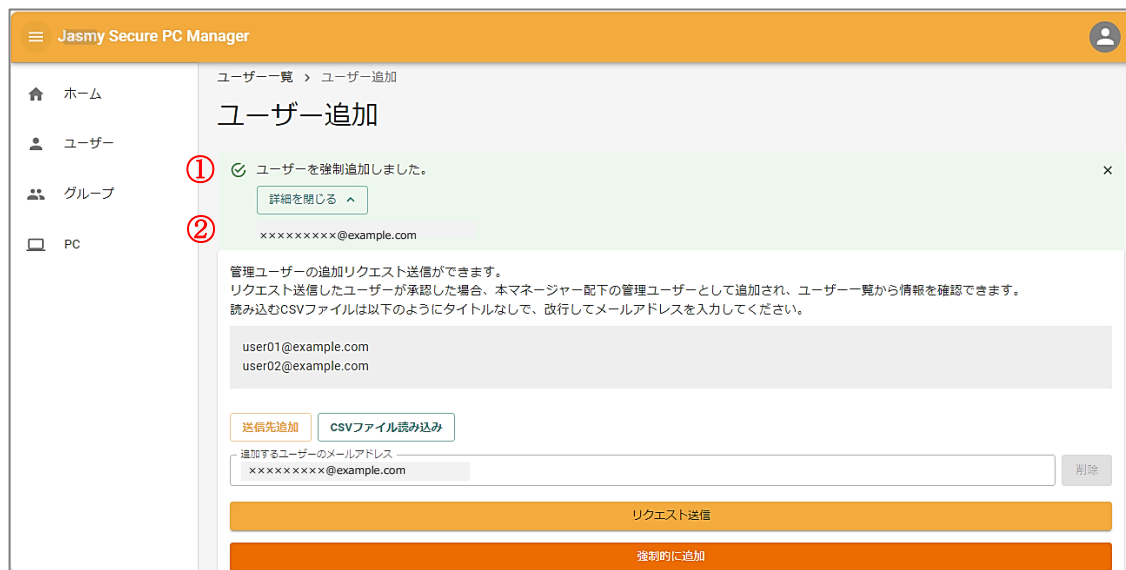 Jasmy Secure PC Manager
ホーム
ユーザー
グループ
PC
ユーザー一覧 › ユーザー追加
ユーザー追加
① ユーザーを強制追加しました。 ×
詳細を閉じる
② ×××××××××@example.com
管理ユーザーの追加リクエスト送信ができます。
リクエスト送信したユーザーが承認した場合、本マネージャー配下の管理ユーザーとして追加され、ユーザー一覧から情報を確認できます。
読み込むCSVファイルは以下のようにタイトルなしで、改行してメールアドレスを入力してください。
user01@example.com
user02@example.com
送信先追加 CSVファイル読み込み
追加するユーザーのメールアドレス
×××××××××@example.com 削除
リクエスト送信
強制的に追加